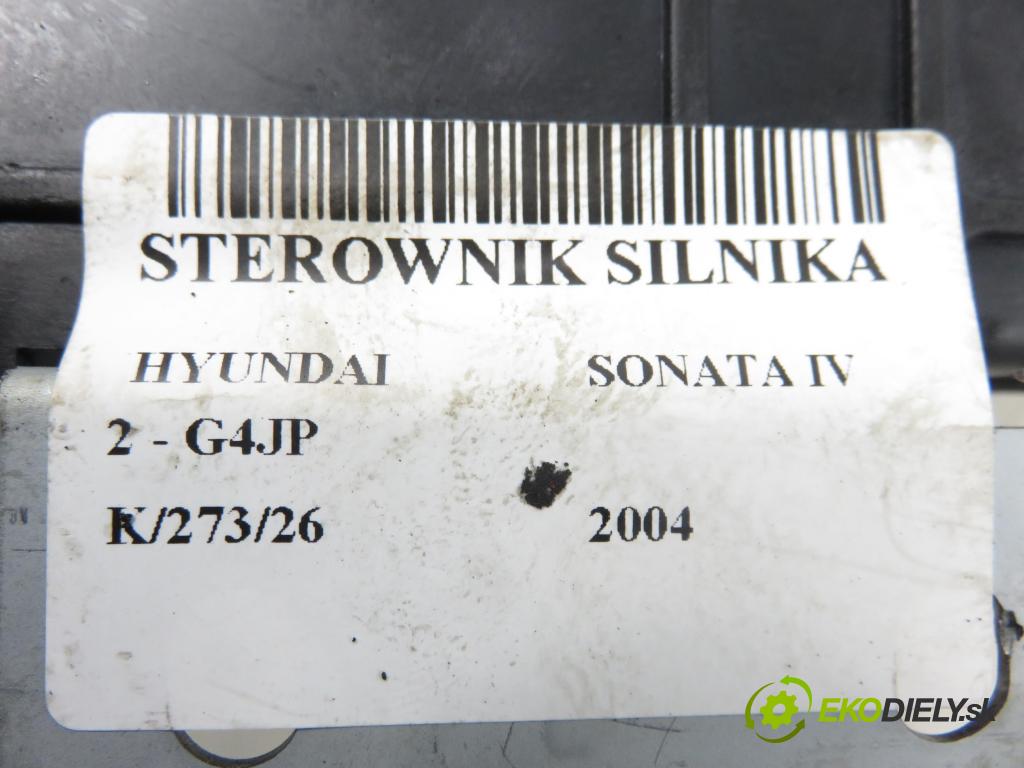 STEROWNIK SILNIKA
HYUNDAI SONATA IV
2 - G4JP
K/273/26 2004
EKODIELY.sk